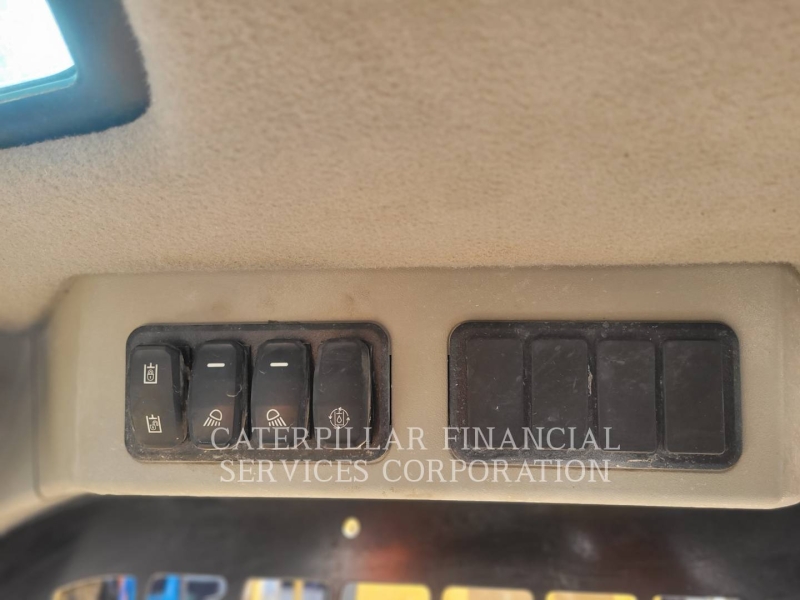 CATERPILLAR FINANCIAL
SERVICES CORPORATION